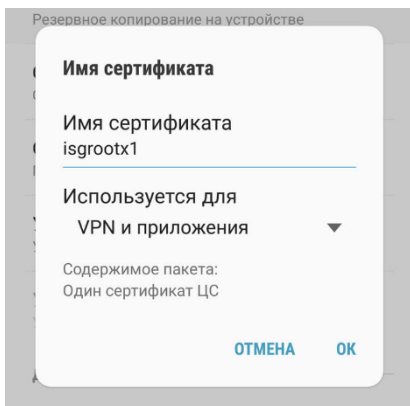 Резервное копирование на устройстве
Имя сертификата
Имя сертификата
isgrootx1
Используется для
VPN и приложения
Содержимое пакета:
Один сертификат ЦС
ОТМЕНА OK